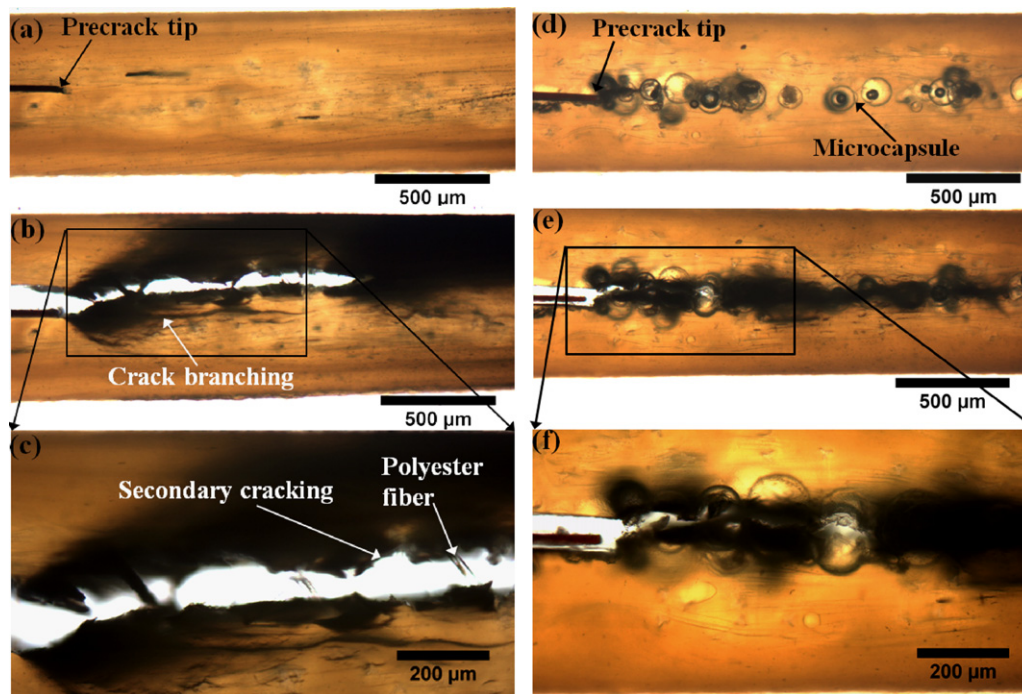 (a)
Precrack tip
500 µm
(b)
Crack branching
500 µm
(c)
Secondary cracking
Polyester
fiber
200 µm
(d)
Precrack tip
Microcapsule
500 µm
(e)
500 µm
(f)
200 µm